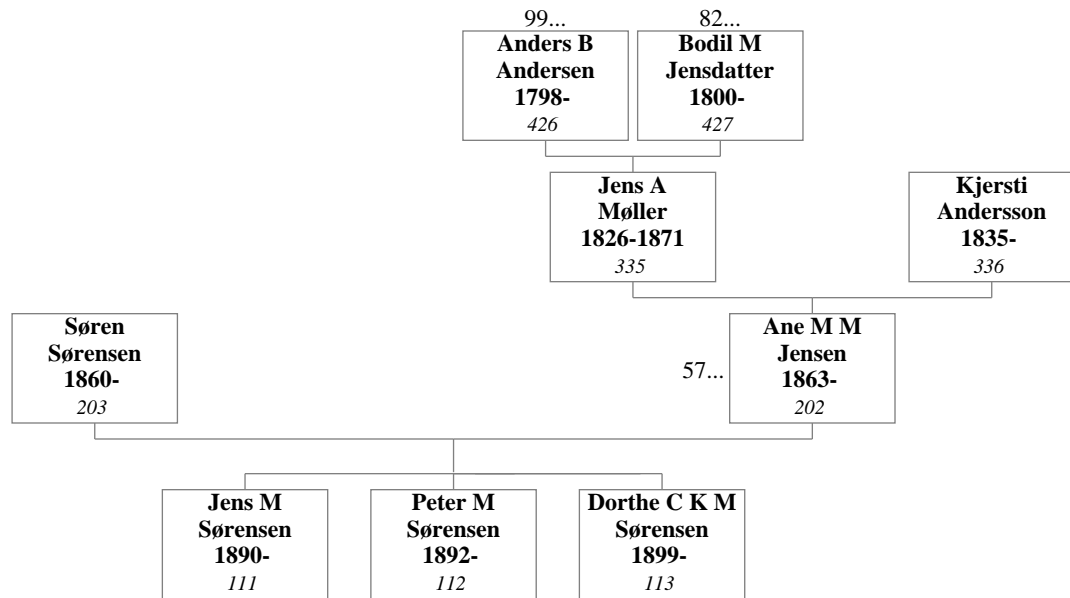 99...
Anders B
Andersen
1798-
426
82...
Bodil M
Jensdatter
1800-
427
Jens A
Møller
1826-1871
335
Kjersti
Andersson
1835-
336
Søren
Sørensen
1860-
203
57...
Ane M M
Jensen
1863-
202
Jens M
Sørensen
1890-
111
Peter M
Sørensen
1892-
112
Dorthe C K M
Sørensen
1899-
113